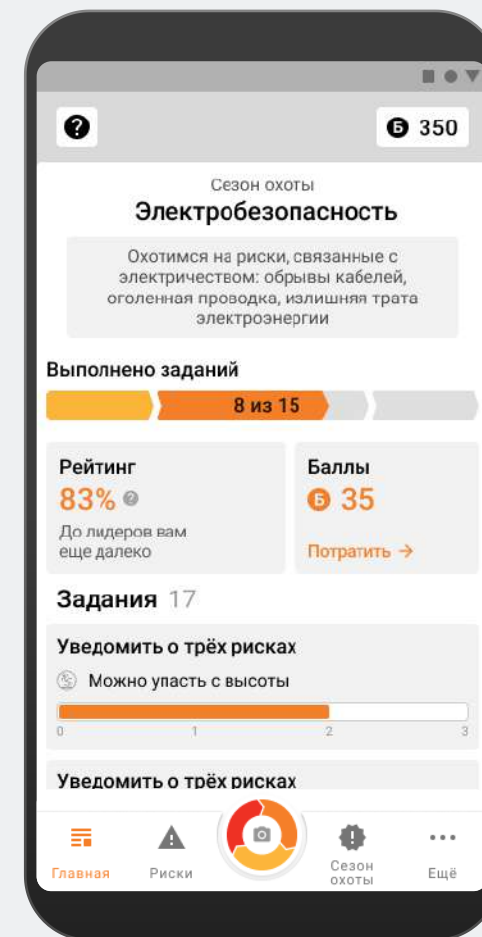 ? Б 350
Сезон охоты
Электробезопасность
Охотимся на риски, связанные с
электричеством: обрывы кабелей,
оголенная проводка, излишняя трата
электроэнергии
Выполнено заданий
8 из 15
Рейтинг
83% ?
До лидеров вам
еще далеко
Баллы
Б 35
Потратить →
Задания 17
Уведомить о трёх рисках
Можно упасть с высоты
0 1 2 3
Уведомить о трёх рисках
Главная
Риски
Сезон
охоты
Ещё